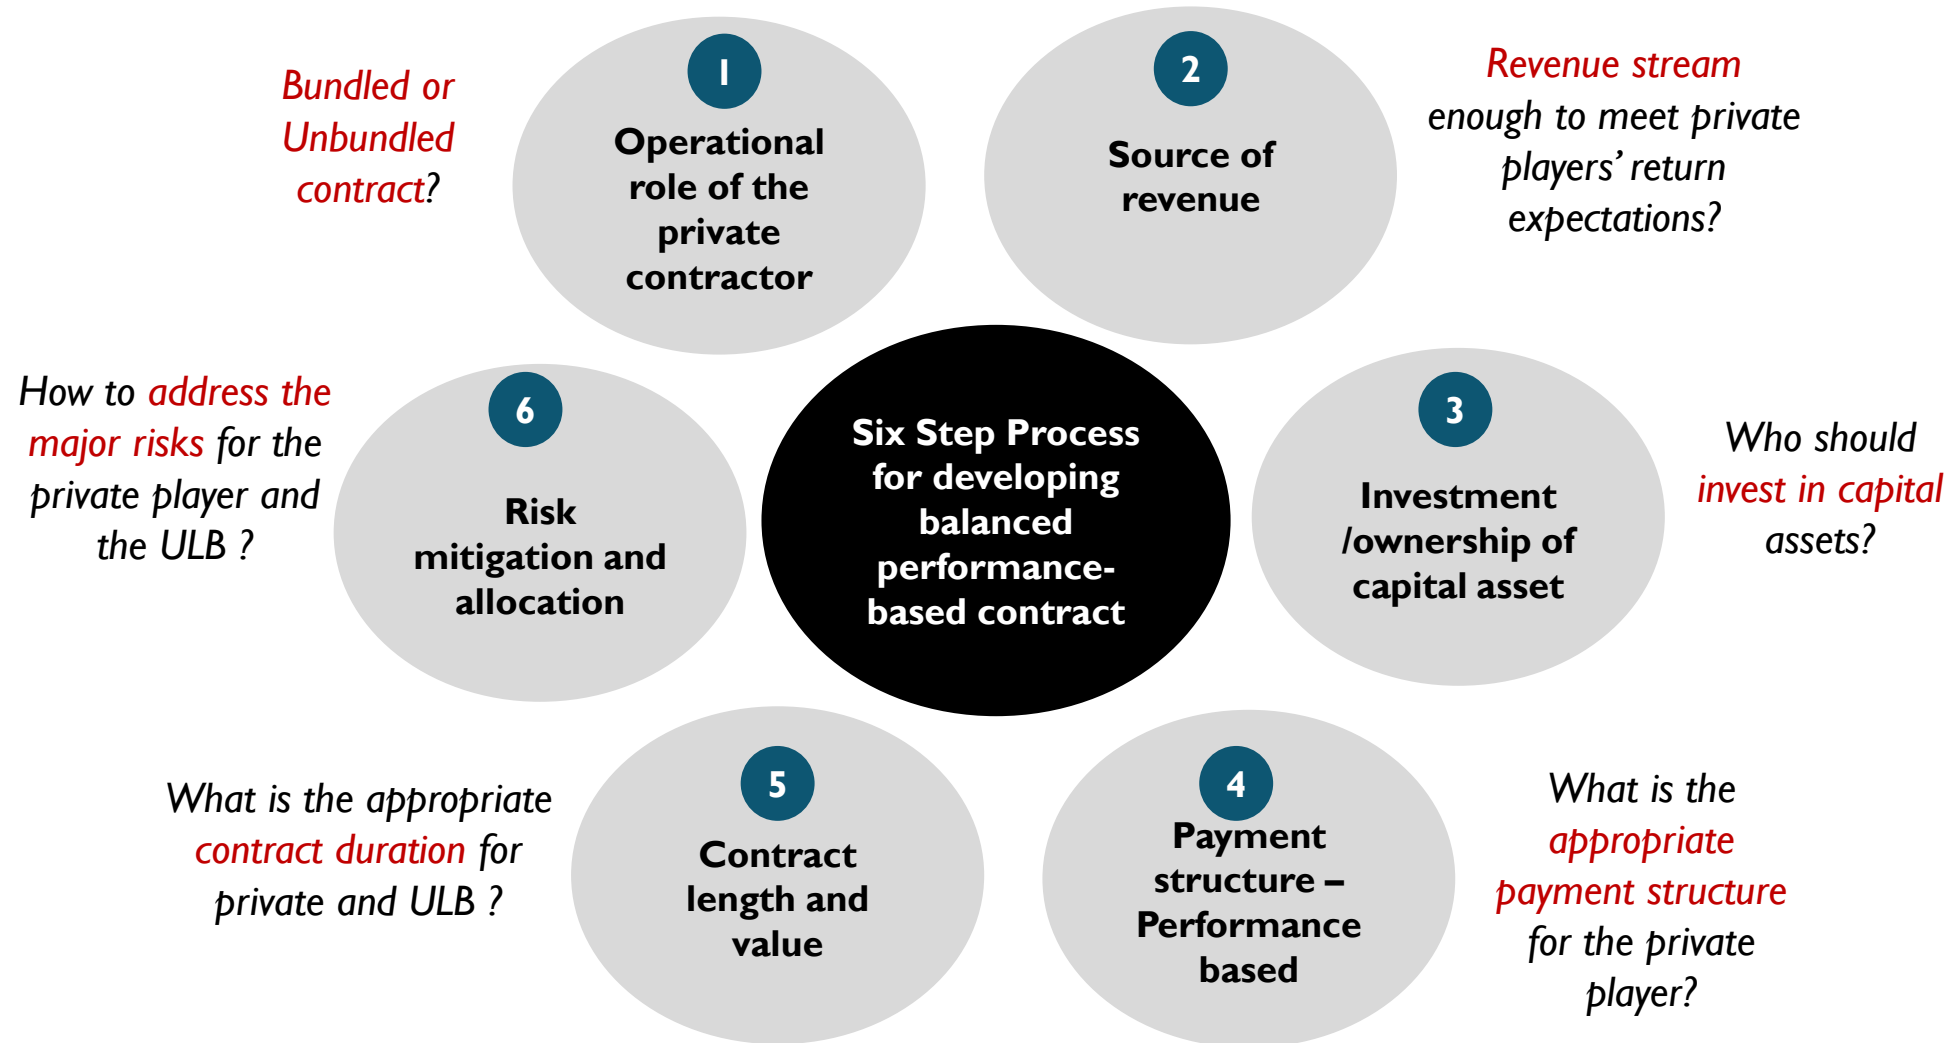 Bundled or
Unbundled
contract?
1
Operational
role of the
private
contractor
2
Source of
revenue
Revenue stream
enough to meet private
players’ return
expectations?
3
Investment
/ownership of
capital asset
Who should
invest in capital
assets?
4
Payment
structure –
Performance
based
What is the
appropriate
payment structure
for the private
player?
5
Contract
length and
value
What is the appropriate
contract duration for
private and ULB ?
6
Risk
mitigation and
allocation
How to address the
major risks for the
private player and
the ULB ?
Six Step Process
for developing
balanced
performance-
based contract